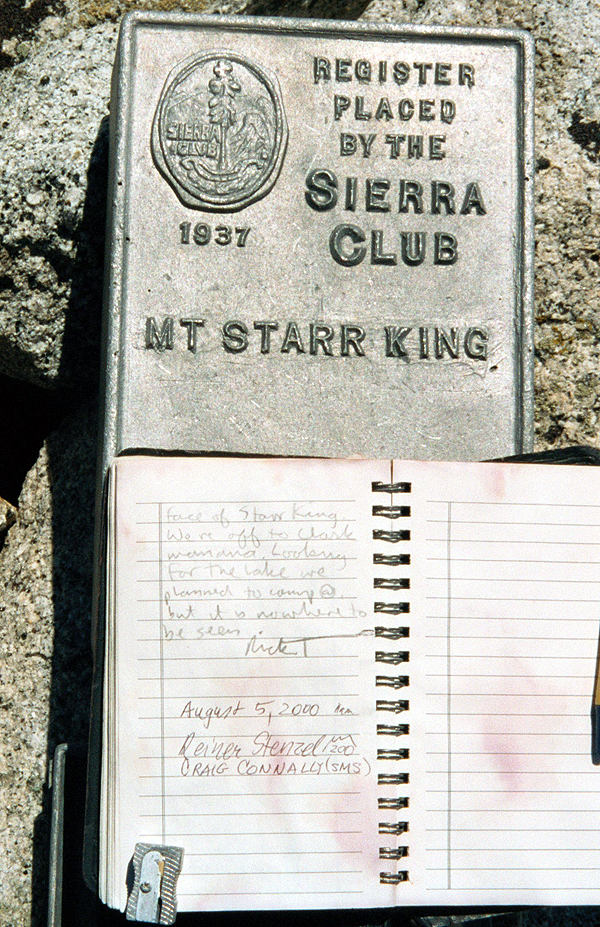 SIERRA
CLUB
1937
REGISTER
PLACED
BY THE
SIERRA
CLUB
MT STARR KING
face of Starr King.
We're off to Clark
manana. Looking
for the lake we
planned to camp @,
but it is nowhere to
be seen.
Rick T
August 5, 2000
Reiner Stenzel
CRAIG CONNALLY (SMS)